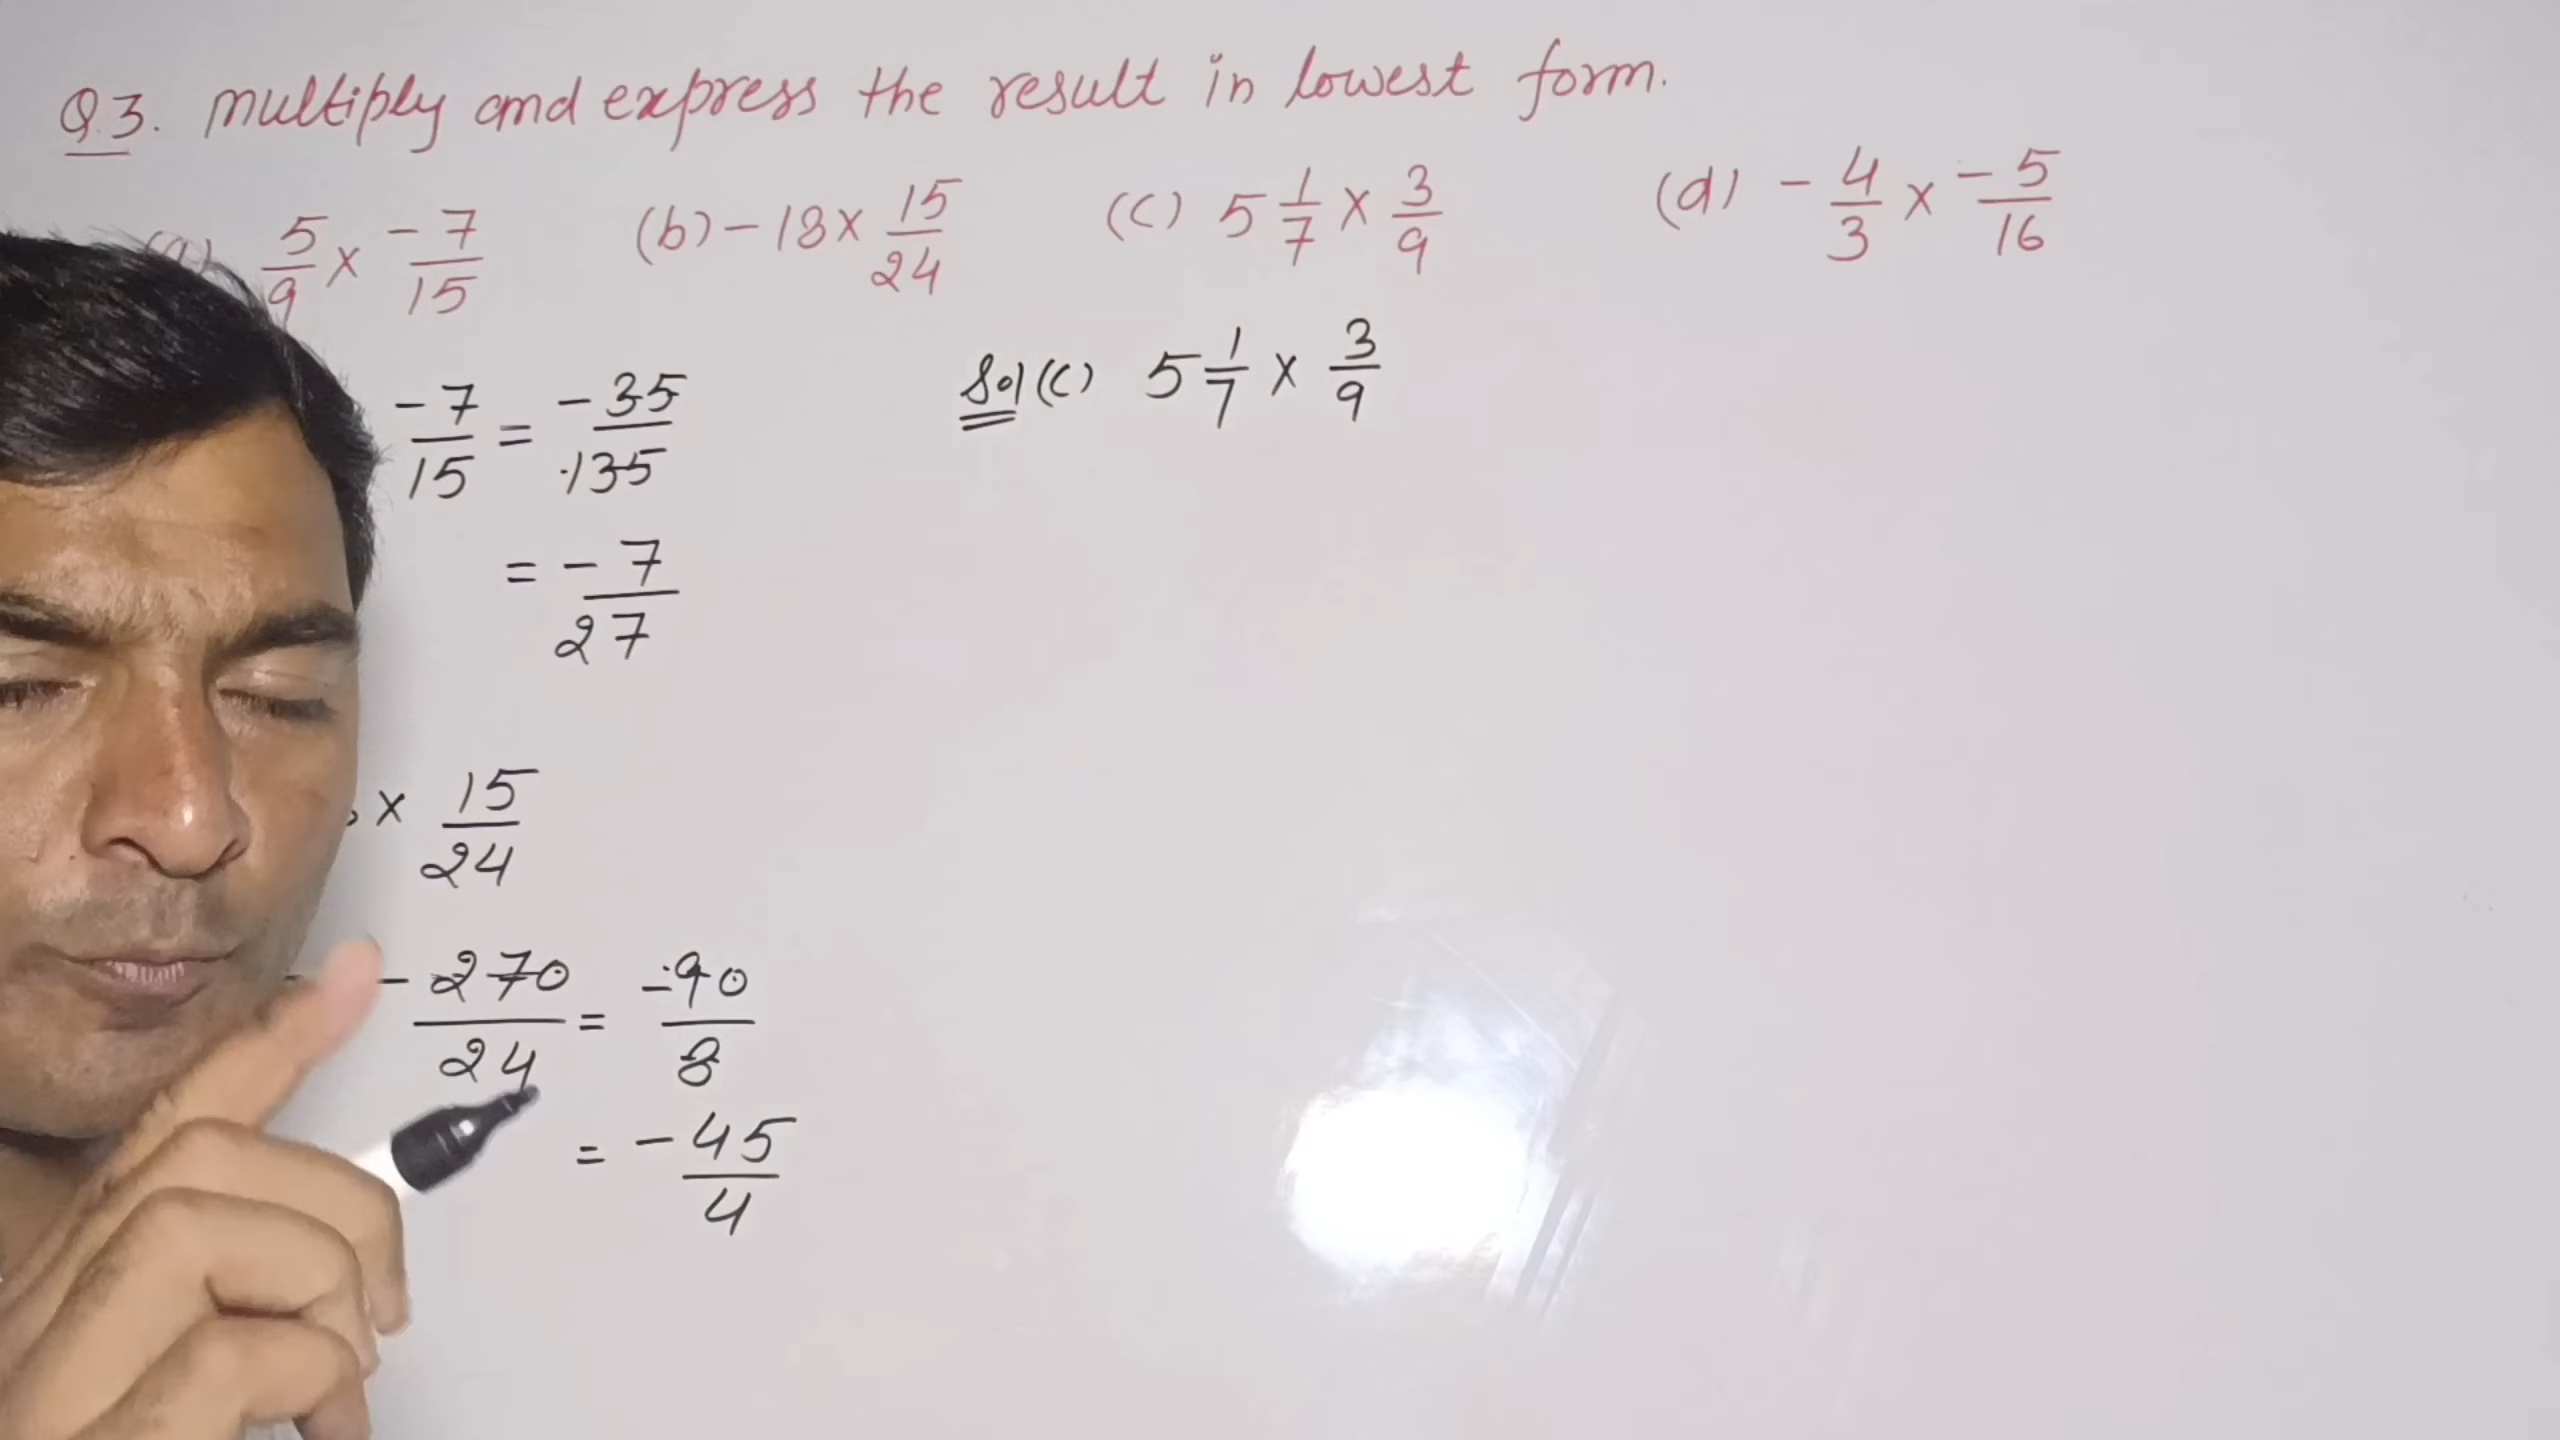 Q.3. multiply and express the result in lowest form.
(a) 5/9 × -7/15 (b) -18 × 15/24 (c) 5 1/7 × 3/9 (d) -4/3 × -5/16
-7/15 = -35/135
Sol (c) 5 1/7 × 3/9
= -7/27
× 15/24
-270/24 = -90/8
= -45/4